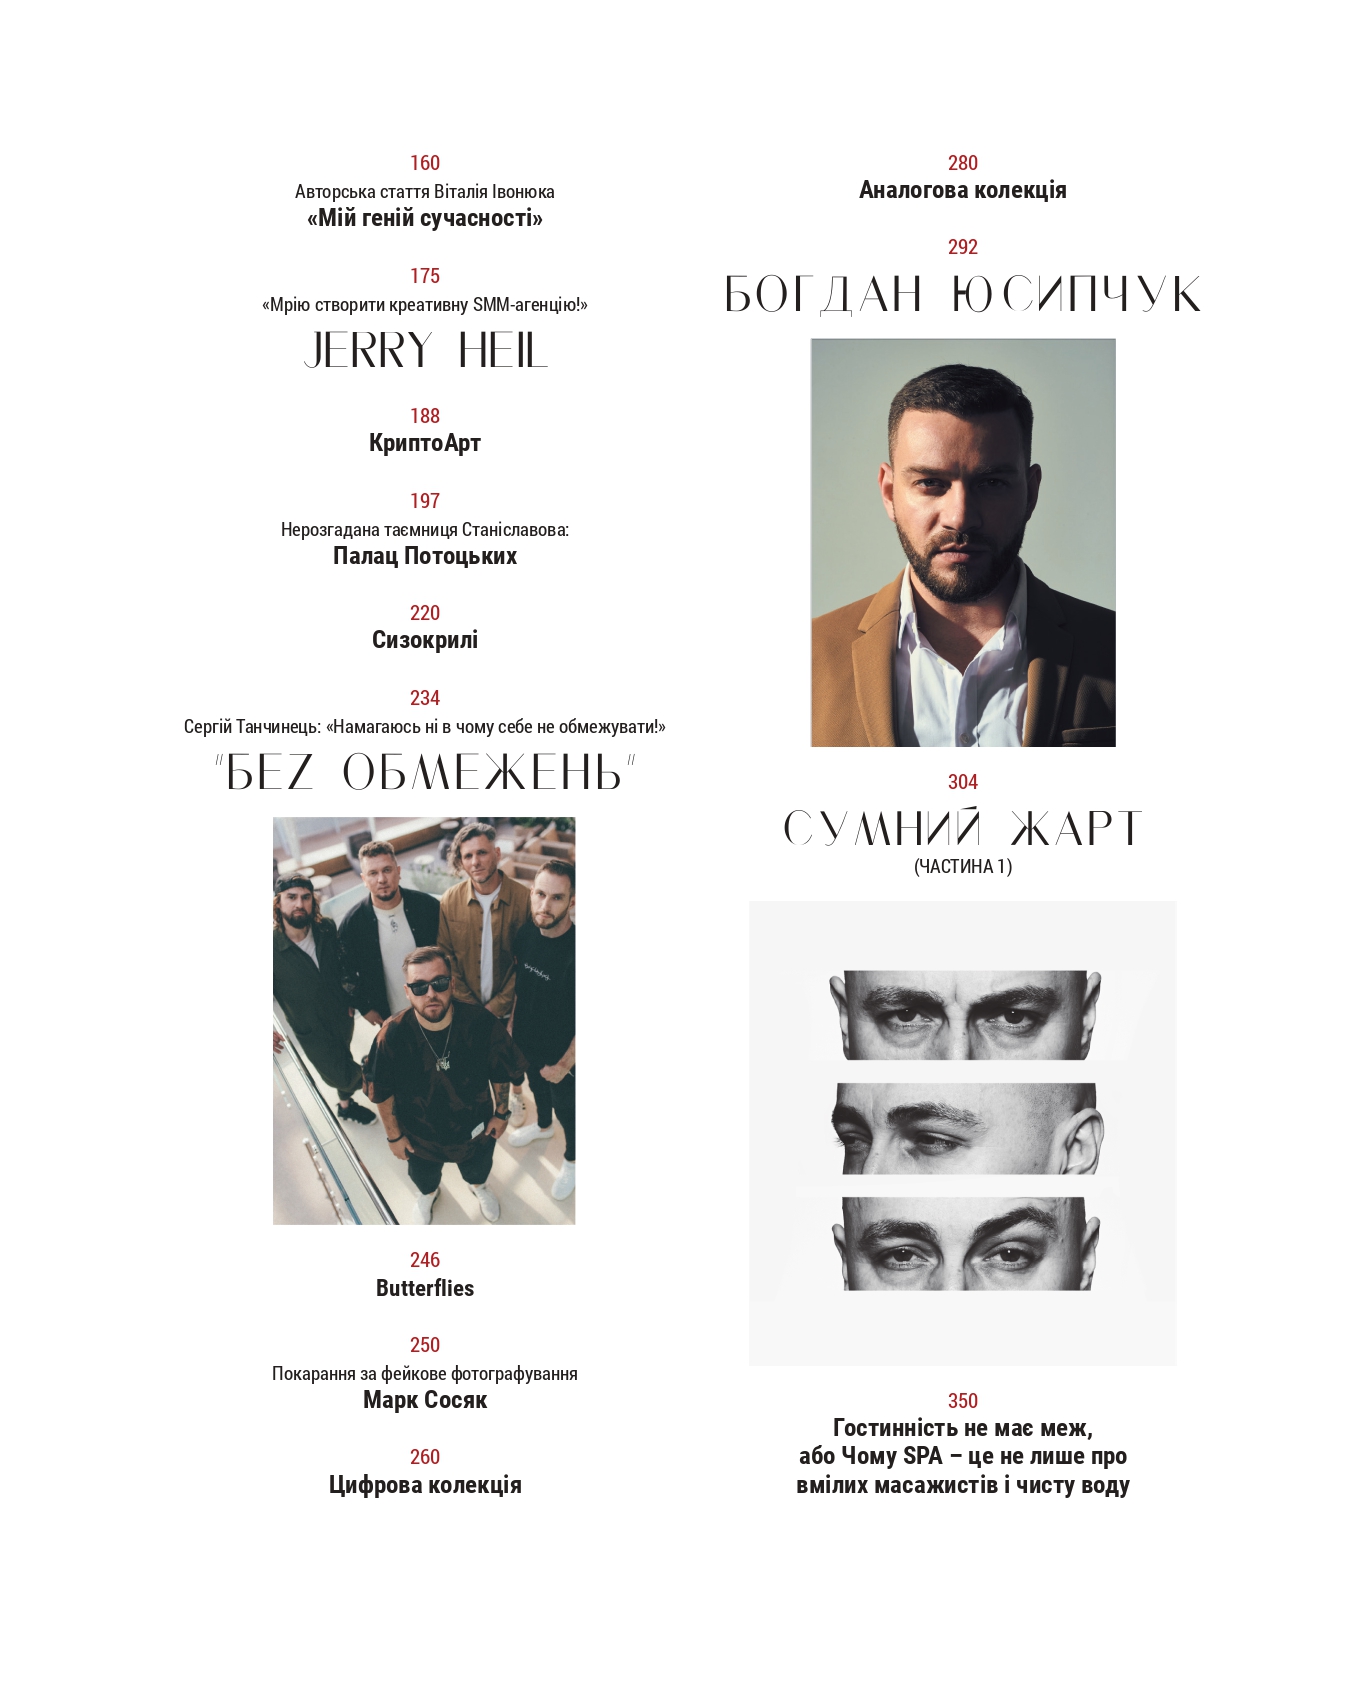 160
Авторська стаття Віталія Івонюка
«Мій геній сучасності»
175
«Мрію створити креативну SMM-агенцію!»
JERRY HEIL
188
КриптоАрт
197
Нерозгадана таємниця Станіславова:
Палац Потоцьких
220
Сизокрилі
234
Сергій Танчинець: «Намагаюсь ні в чому себе не обмежувати!»
"БЕZ ОБМЕЖЕНЬ"
246
Butterflies
250
Покарання за фейкове фотографування
Марк Сосяк
260
Цифрова колекція
280
Аналогова колекція
292
БОГДАН ЮСИПЧУК
304
СУМНИЙ ЖАРТ
(ЧАСТИНА 1)
350
Гостинність не має меж,
або Чому SPA – це не лише про
вмілих масажистів і чисту воду